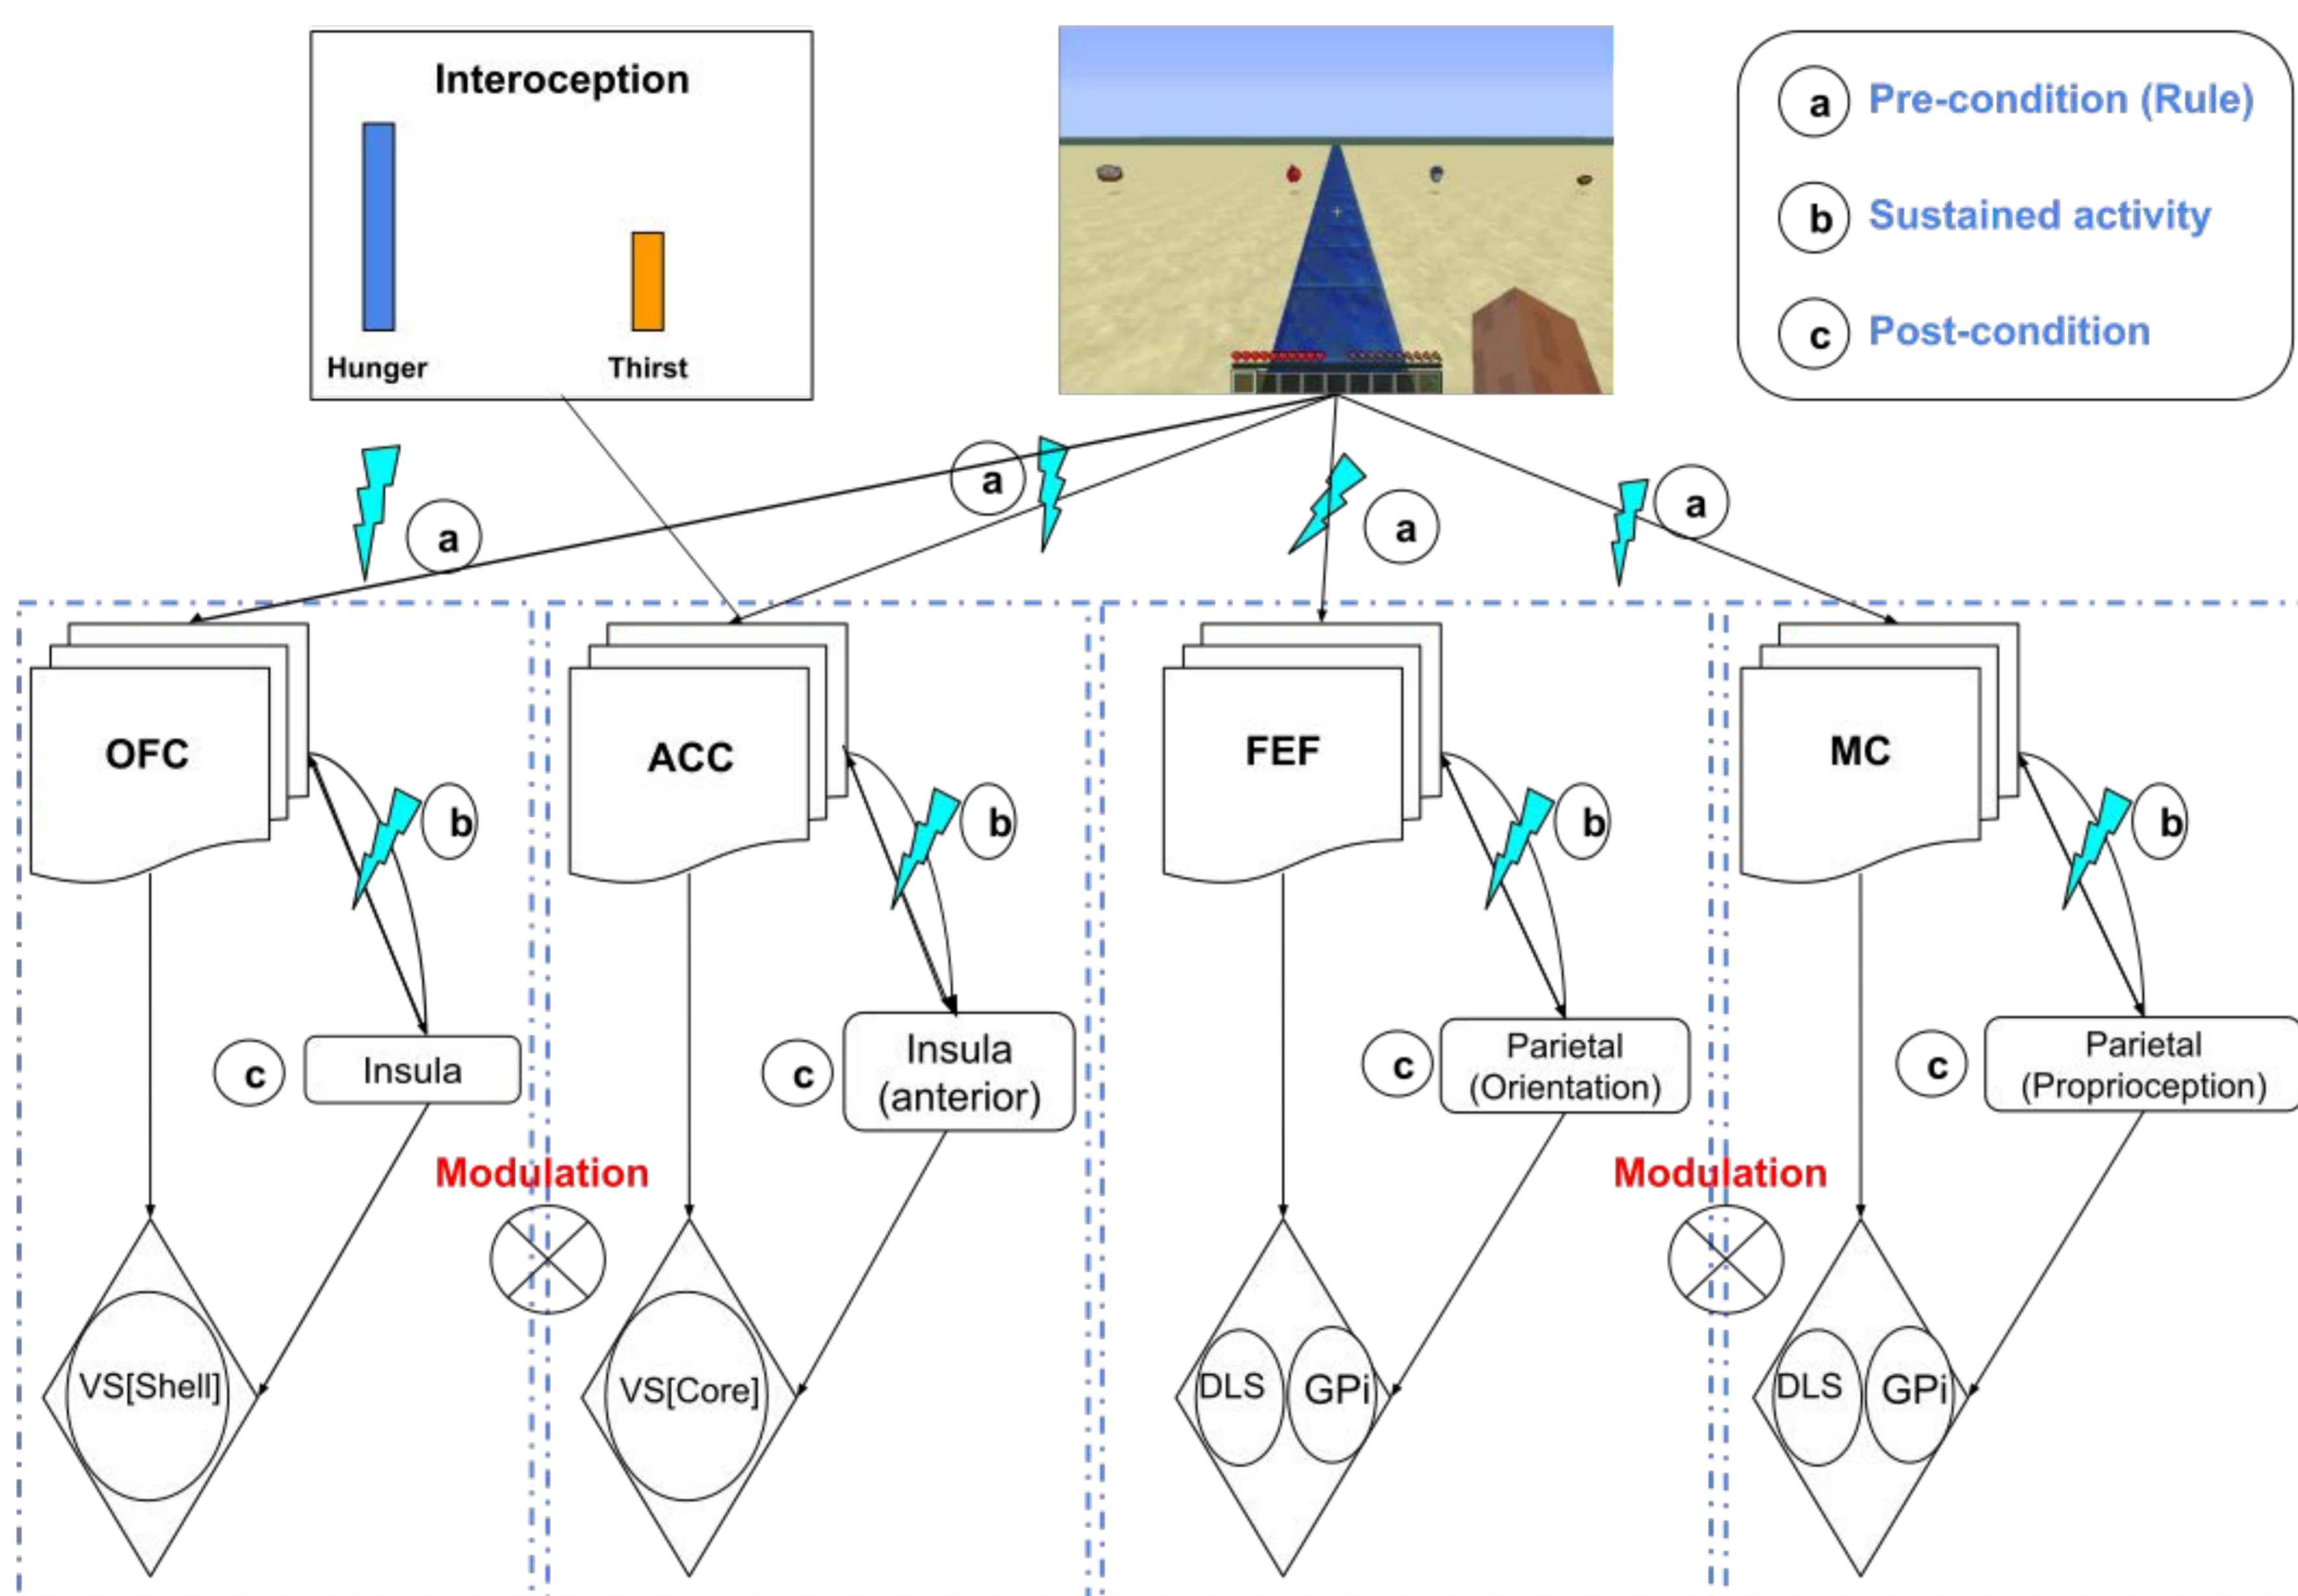 Interoception
Hunger
Thirst
a Pre-condition (Rule)
b Sustained activity
c Post-condition
a
a
a
a
OFC
ACC
FEF
MC
b
b
b
b
c
Insula
c
Insula
(anterior)
c
Parietal
(Orientation)
c
Parietal
(Proprioception)
Modulation
Modulation
VS[Shell]
VS[Core]
DLS
GPi
DLS
GPi